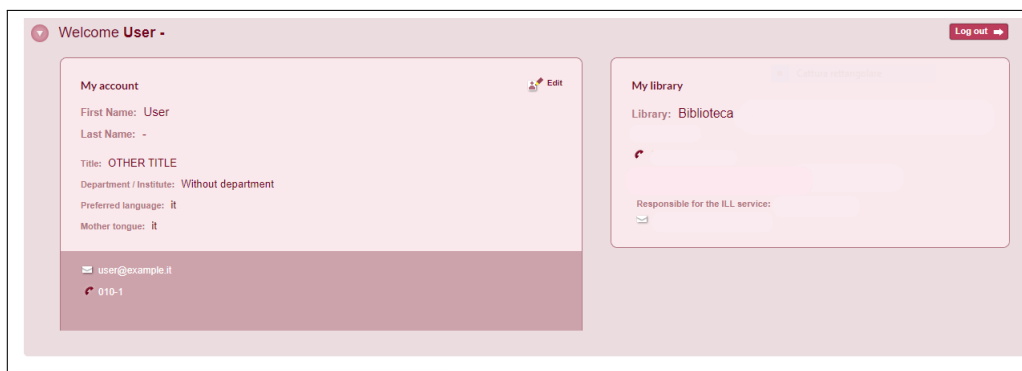 Welcome User -
Log out
My account
Edit
First Name: User
Last Name: -
Title: OTHER TITLE
Department / Institute: Without department
Preferred language: it
Mother tongue: it
user@example.it
010-1
My library
Library: Biblioteca
Responsible for the ILL service: